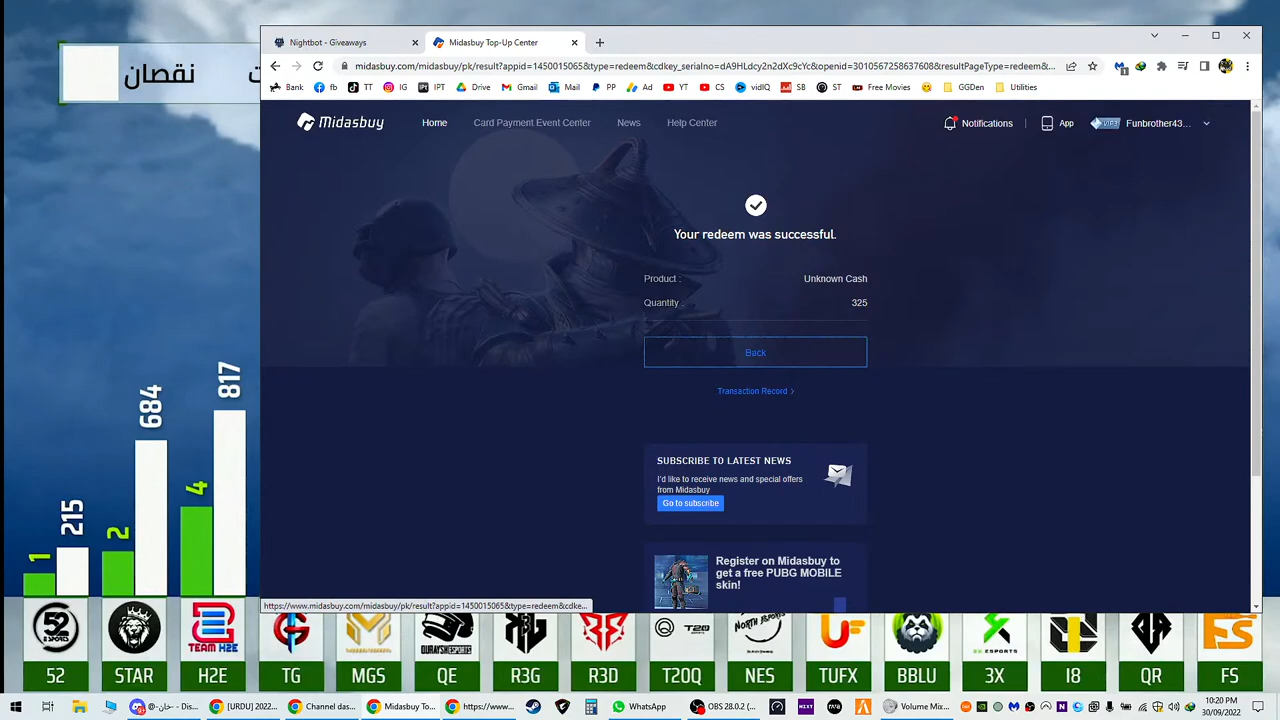 Nightbot - Giveaways
Midasbuy Top-Up Center
midasbuy.com/midasbuy/pk/result?appid=1450015065&type=redeem&cdkey_serialno=dA9HLdcy2n2dXc9cYc&openid=30105672586376088&resultPageType=redeem&...
Bank fb TT IG IPT Drive Gmail Mail PP Ad YT CS vidIQ SB ST Free Movies GGDen Utilities
نقصان
Midasbuy Home Card Payment Event Center News Help Center Notifications App VIP3 Funbrother43...
Your redeem was successful.
Product : Unknown Cash
Quantity : 325
Back
Transaction Record >
SUBSCRIBE TO LATEST NEWS
I'd like to receive news and special offers
from Midasbuy
Go to subscribe
Register on Midasbuy to
get a free PUBG MOBILE
skin!
https://www.midasbuy.com/midasbuy/pk/result?appid=1450015065&type=redeem&cdke...
1 215 2 684 4 817
52 STAR H2E TG MGS QE R3G R3D T20Q NES TUFX BBLU 3X I8 QR FS
@-خان- - Dis...
[URDU] 2022...
Channel das...
Midasbuy To...
https://www...
WhatsApp
OBS 28.0.2 (...
Volume Mix...
10:20 PM
30/09/2022